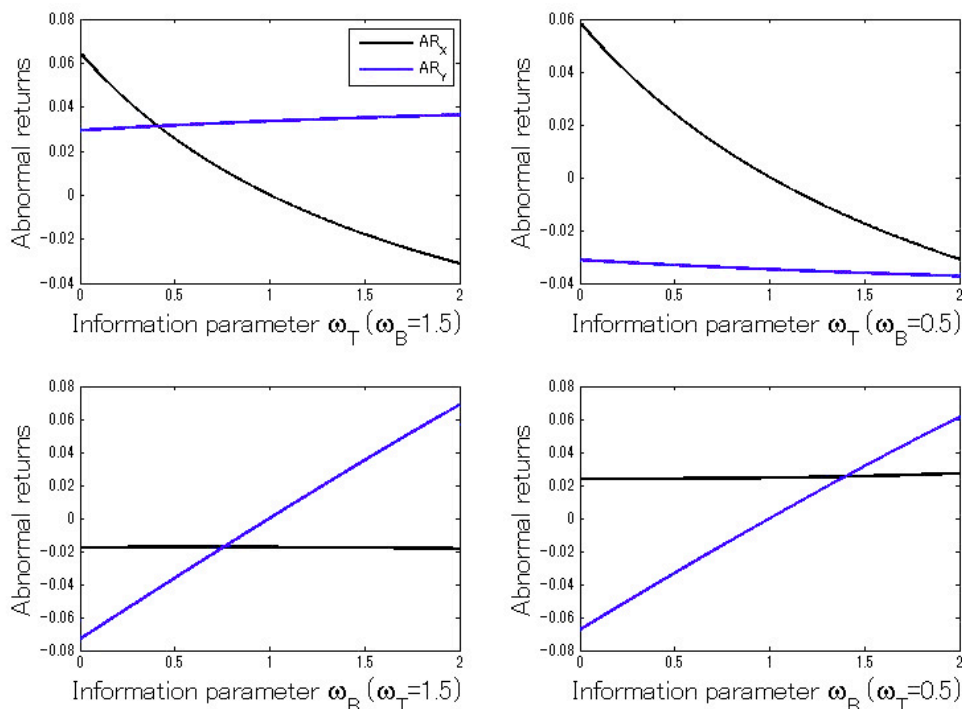 0.08
0.06
0.04
0.02
0
-0.02
-0.04
Abnormal returns
AR_X
AR_Y
0 0.5 1 1.5 2
Information parameter ω_T (ω_B=1.5)
0.06
0.04
0.02
0
-0.02
-0.04
Abnormal returns
0 0.5 1 1.5 2
Information parameter ω_T (ω_B=0.5)
0.08
0.06
0.04
0.02
0
-0.02
-0.04
-0.06
-0.08
Abnormal returns
0 0.5 1 1.5 2
Information parameter ω_B (ω_T=1.5)
0.08
0.06
0.04
0.02
0
-0.02
-0.04
-0.06
-0.08
Abnormal returns
0 0.5 1 1.5 2
Information parameter ω_B (ω_T=0.5)